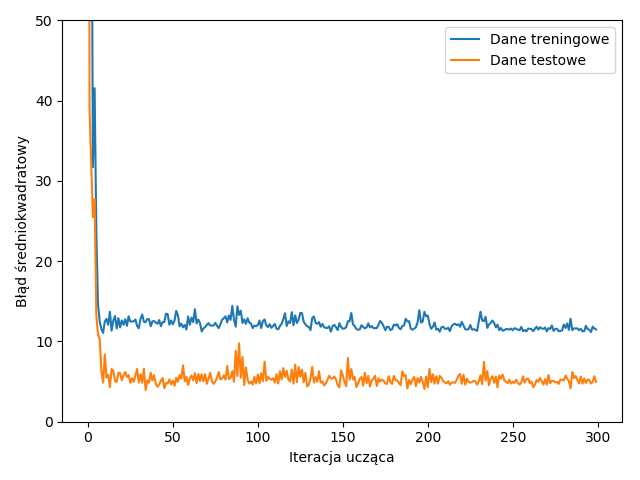 50
40
30
20
10
0
Błąd średniokwadratowy
Dane treningowe
Dane testowe
0 50 100 150 200 250 300
Iteracja ucząca